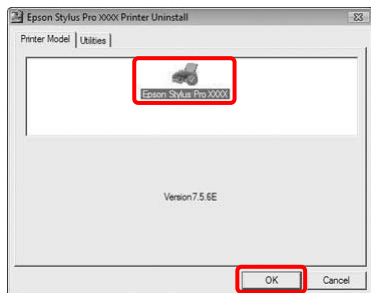 Epson Stylus Pro XXXX Printer Uninstall
Printer Model Utilities
Epson Stylus Pro XXXX
Version7.5.6E
OK Cancel